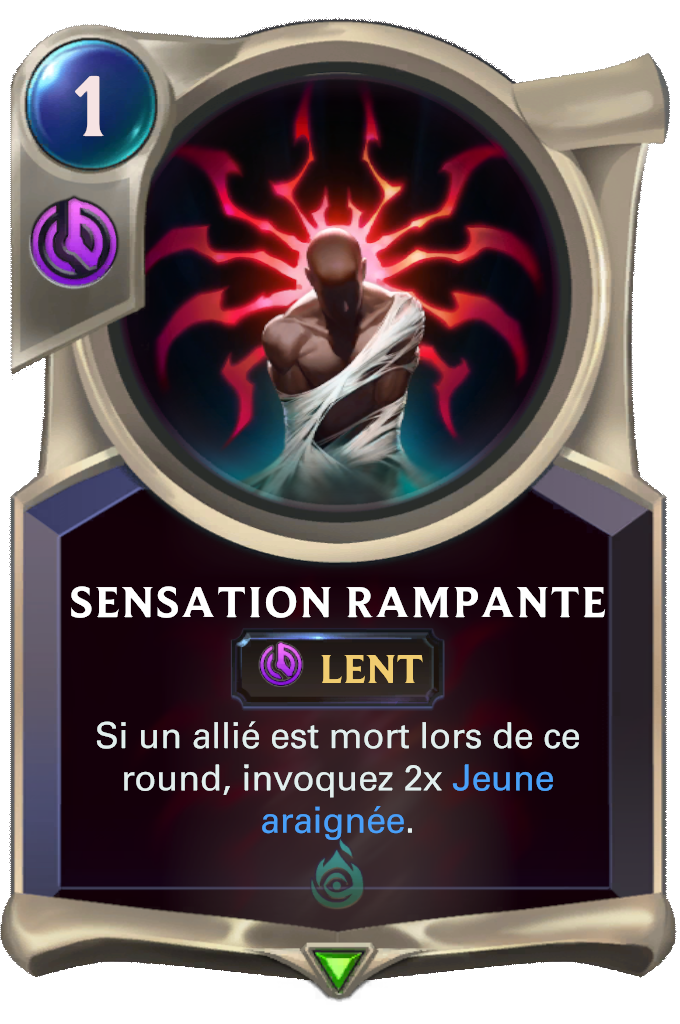 1
SENSATION RAMPANTE
LENT
Si un allié est mort lors de ce
round, invoquez 2x Jeune
araignée.